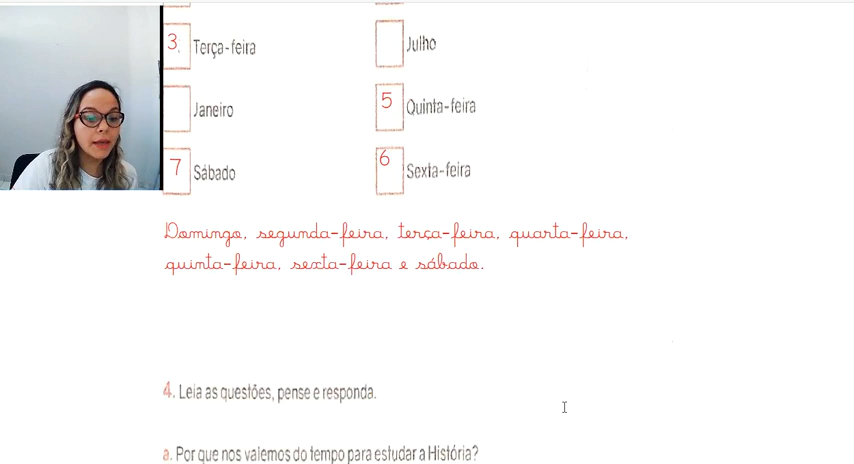 3. Terça-feira
Julho
Janeiro
5 Quinta-feira
7 Sábado
6 Sexta-feira
Domingo, segunda-feira, terça-feira, quarta-feira,
quinta-feira, sexta-feira e sábado.
4. Leia as questões, pense e responda.
a. Por que nos valemos do tempo para estudar a História?